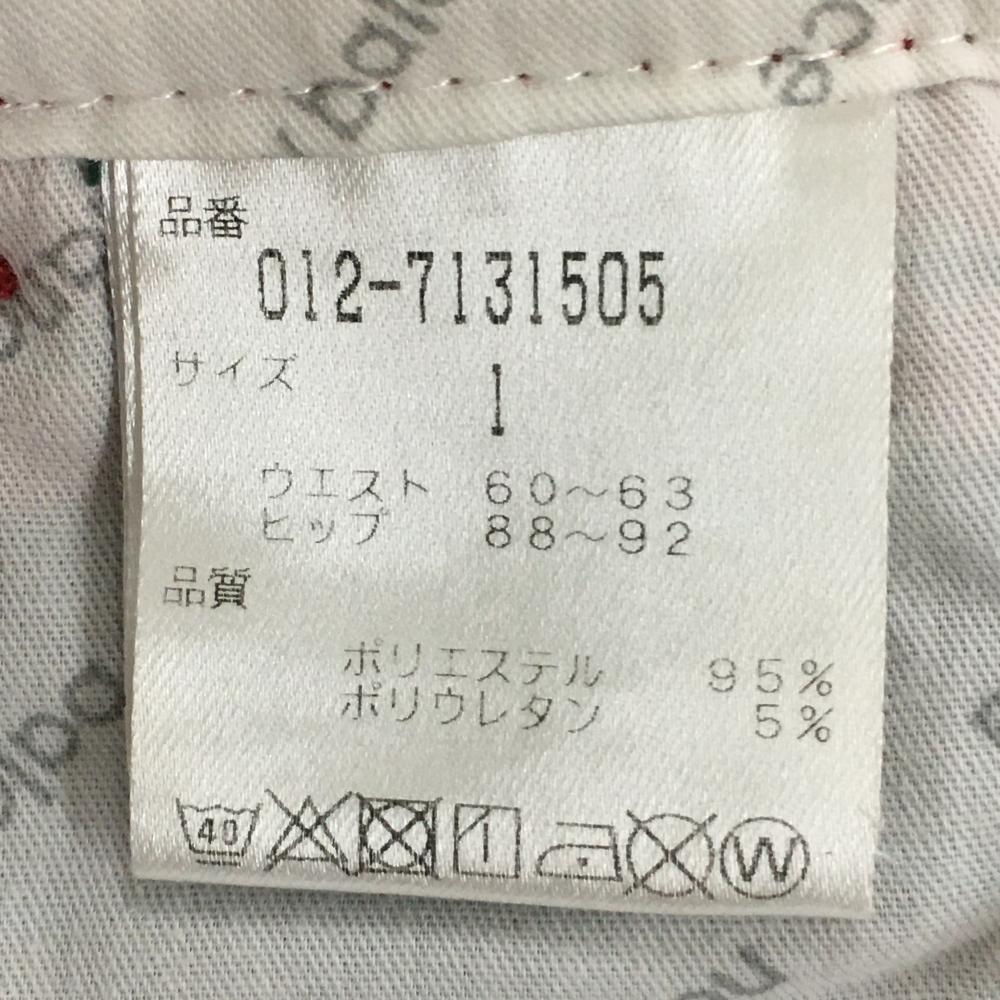 品番
012-7131505
サイズ 1
ウエスト 60～63
ヒップ 88～92
品質
ポリエステル 95%
ポリウレタン 5%
40
W